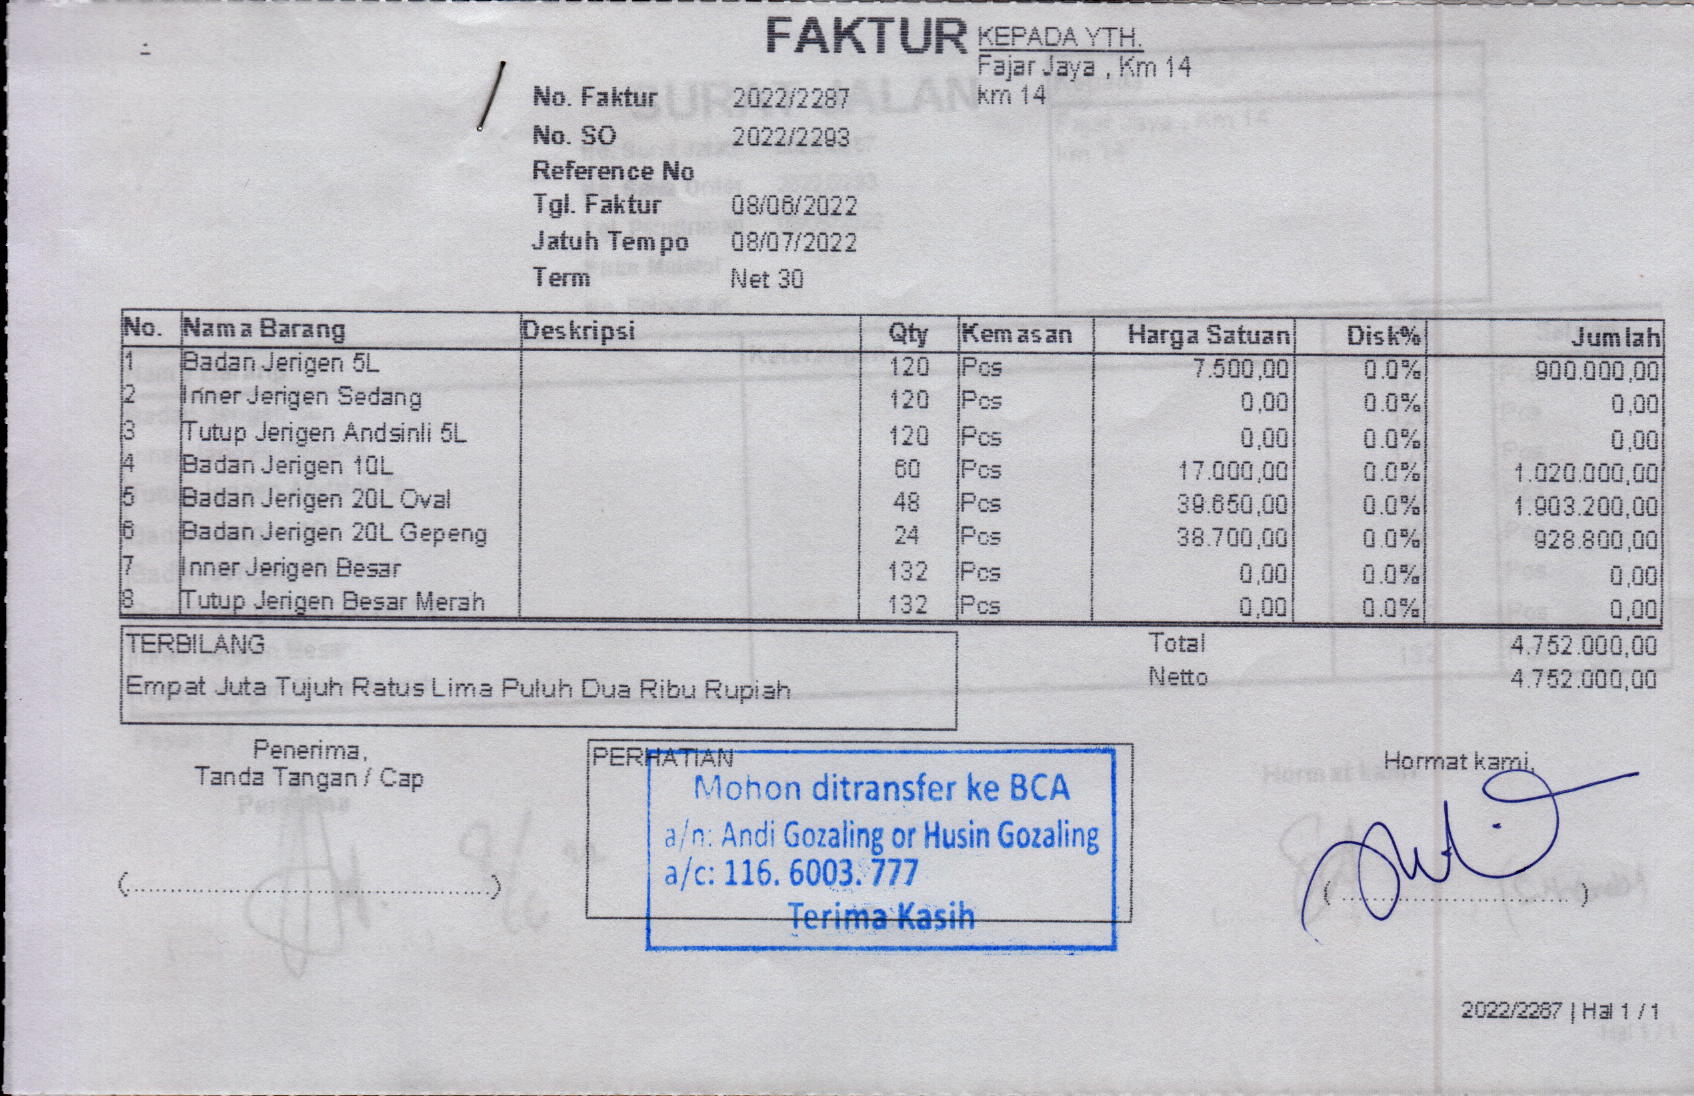 FAKTUR
KEPADA YTH.
Fajar Jaya , Km 14
km 14
No. Faktur 2022/2287
No. SO 2022/2293
Reference No
Tgl. Faktur 08/06/2022
Jatuh Tempo 08/07/2022
Term Net 30
No. Nama Barang Deskripsi Qty Kemasan Harga Satuan Disk% Jumlah
1 Badan Jerigen 5L 120 Pcs 7.500,00 0.0% 900.000,00
2 Inner Jerigen Sedang 120 Pcs 0,00 0.0% 0,00
3 Tutup Jerigen Andsinli 5L 120 Pcs 0,00 0.0% 0,00
4 Badan Jerigen 10L 60 Pcs 17.000,00 0.0% 1.020.000,00
5 Badan Jerigen 20L Oval 48 Pcs 39.650,00 0.0% 1.903.200,00
6 Badan Jerigen 20L Gepeng 24 Pcs 38.700,00 0.0% 928.800,00
7 Inner Jerigen Besar 132 Pcs 0,00 0.0% 0,00
8 Tutup Jerigen Besar Merah 132 Pcs 0,00 0.0% 0,00
TERBILANG
Empat Juta Tujuh Ratus Lima Puluh Dua Ribu Rupiah
Total 4.752.000,00
Netto 4.752.000,00
Penerima,
Tanda Tangan / Cap
(..............................................)
PERHATIAN
Mohon ditransfer ke BCA
a/n: Andi Gozaling or Husin Gozaling
a/c: 116. 6003. 777
Terima Kasih
Hormat kami,
(..............................)
2022/2287 | Hal 1 / 1